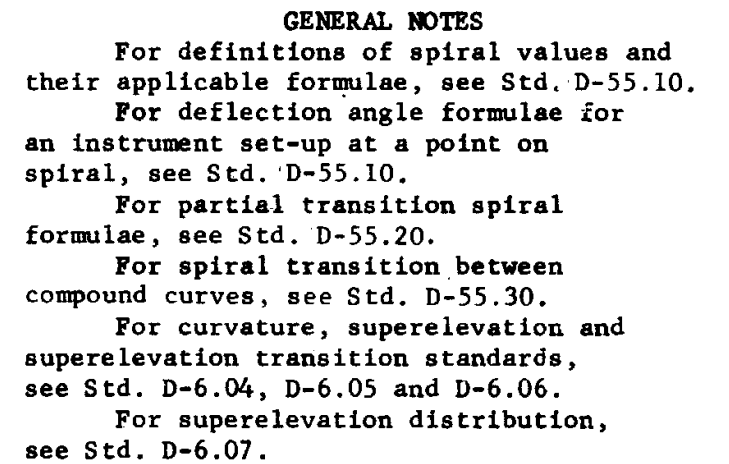 GENERAL NOTES
For definitions of spiral values and
their applicable formulae, see Std. D-55.10.
For deflection angle formulae for
an instrument set-up at a point on
spiral, see Std. D-55.10.
For partial transition spiral
formulae, see Std. D-55.20.
For spiral transition between
compound curves, see Std. D-55.30.
For curvature, superelevation and
superelevation transition standards,
see Std. D-6.04, D-6.05 and D-6.06.
For superelevation distribution,
see Std. D-6.07.